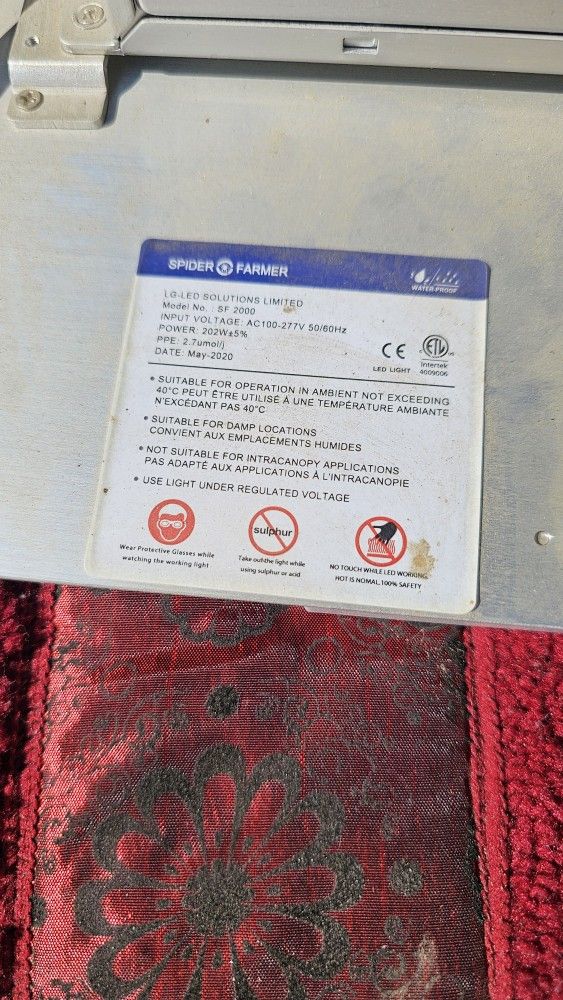 SPIDER FARMER
WATER-PROOF
LG-LED SOLUTIONS LIMITED
Model No. : SF 2000
INPUT VOLTAGE: AC100-277V 50/60Hz
POWER: 202W±5%
PPE: 2.7umol/j
DATE: May-2020
CE
ETL
us
LED LIGHT
Intertek
4009006
• SUITABLE FOR OPERATION IN AMBIENT NOT EXCEEDING
40°C PEUT ÊTRE UTILISÉ À UNE TEMPÉRATURE AMBIANTE
N'EXCÉDANT PAS 40°C
• SUITABLE FOR DAMP LOCATIONS
CONVIENT AUX EMPLACEMENTS HUMIDES
• NOT SUITABLE FOR INTRACANOPY APPLICATIONS
PAS ADAPTÉ AUX APPLICATIONS À L'INTRACANOPIE
• USE LIGHT UNDER REGULATED VOLTAGE
sulphur
Wear Protective Glasses while
watching the working light
Take out the light while
using sulphur or acid
NO TOUCH WHILE LED WORKING.
HOT IS NOMAL, 100% SAFETY